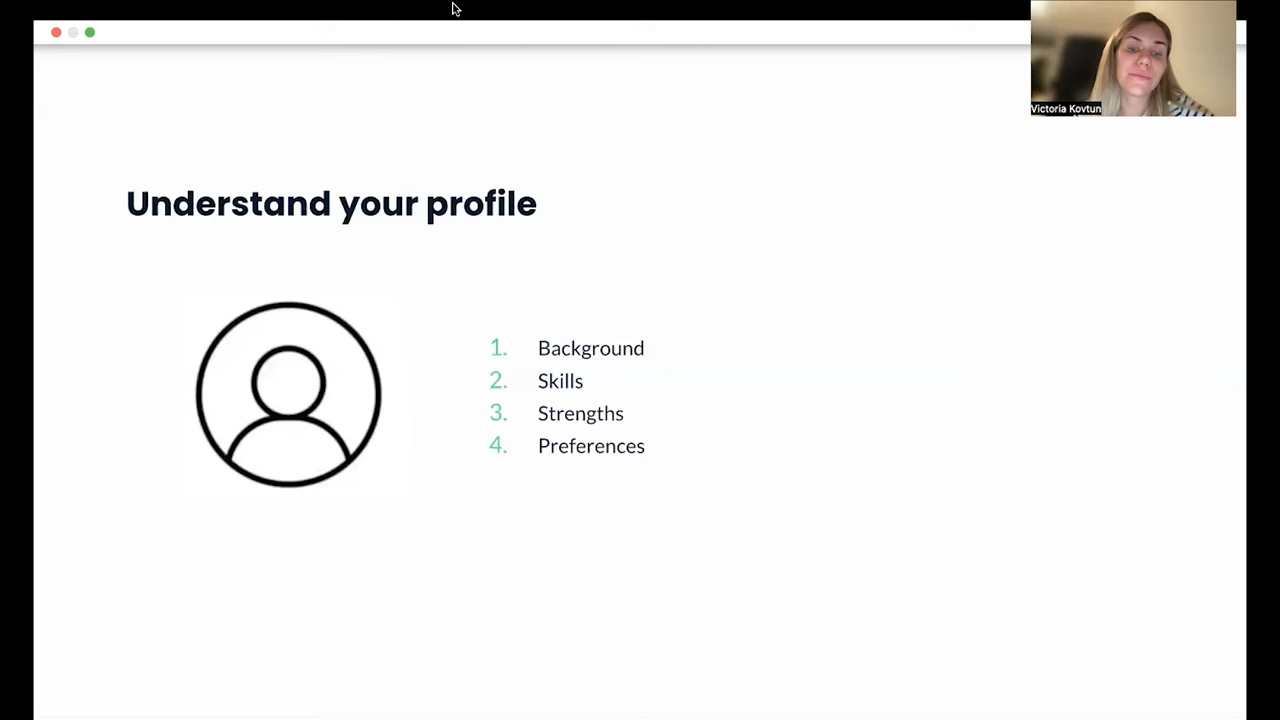 Victoria Kovtun
Understand your profile
1. Background
2. Skills
3. Strengths
4. Preferences